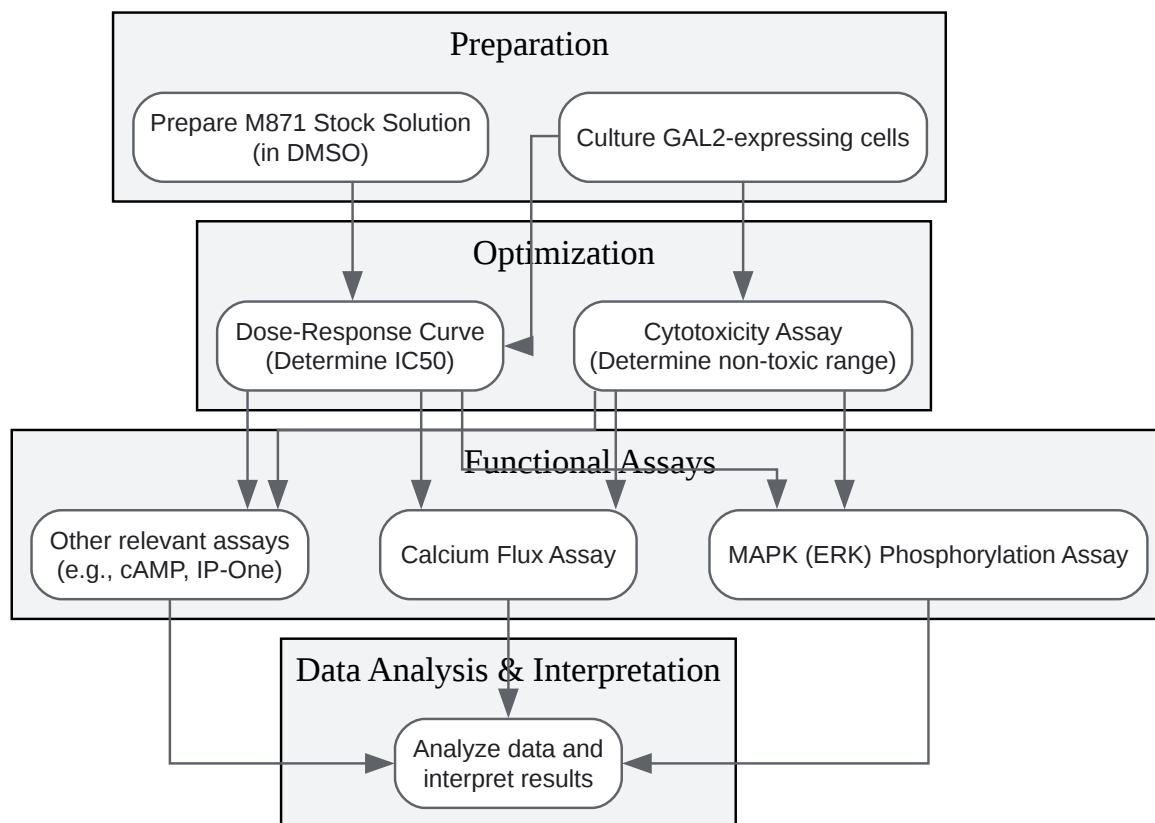 Preparation
Prepare M871 Stock Solution
(in DMSO)
Culture GAL2-expressing cells
Optimization
Dose-Response Curve
(Determine IC50)
Cytotoxicity Assay
(Determine non-toxic range)
Functional Assays
Other relevant assays
(e.g., cAMP, IP-One)
Calcium Flux Assay
MAPK (ERK) Phosphorylation Assay
Data Analysis & Interpretation
Analyze data and
interpret results